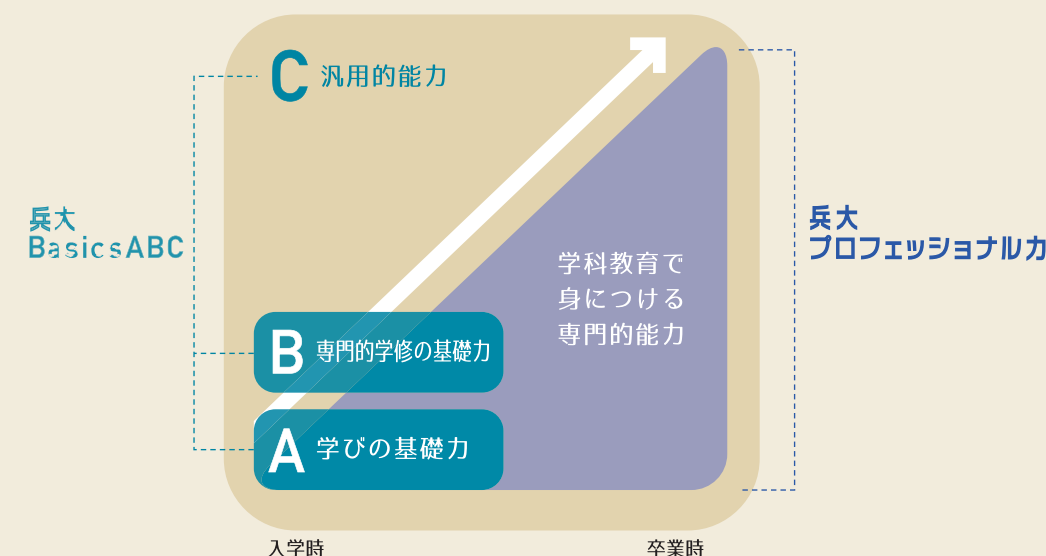 C 汎用的能力
兵大
BasicsABC
兵大
プロフェッショナル力
学科教育で
身につける
専門的能力
B 専門的学修の基礎力
A 学びの基礎力
入学時
卒業時